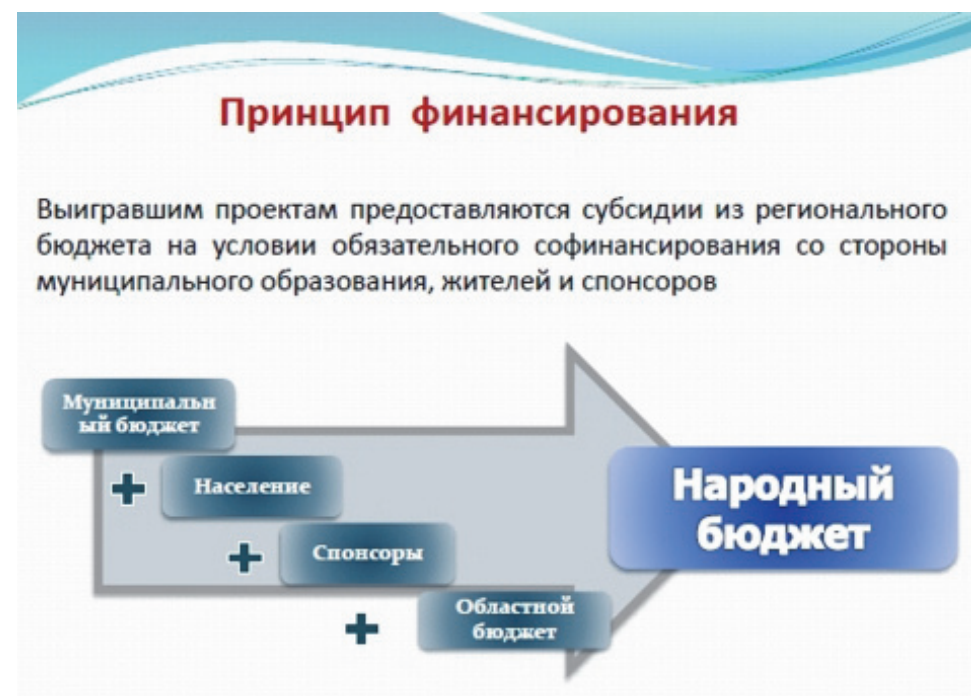 Принцип финансирования
Выигравшим проектам предоставляются субсидии из регионального
бюджета на условии обязательного софинансирования со стороны
муниципального образования, жителей и спонсоров
Муниципальн
ый бюджет
Население
Спонсоры
Областной
бюджет
Народный
бюджет